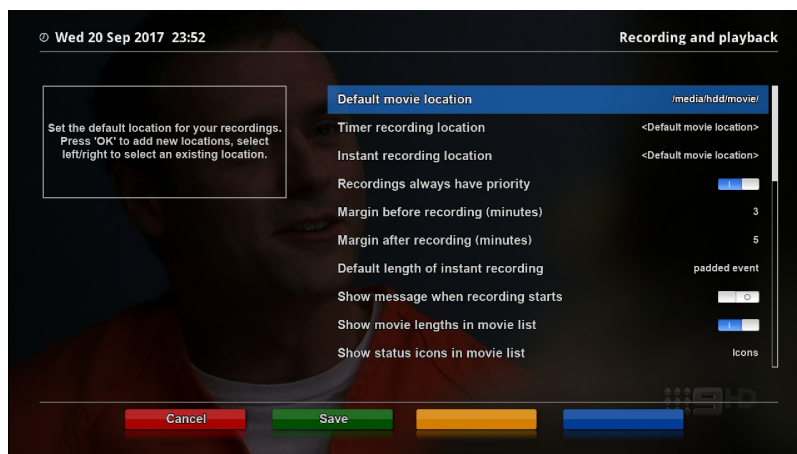 Wed 20 Sep 2017 23:52
Recording and playback
Set the default location for your recordings.
Press 'OK' to add new locations, select
left/right to select an existing location.
Default movie location /media/hdd/movie/
Timer recording location <Default movie location>
Instant recording location <Default movie location>
Recordings always have priority
Margin before recording (minutes) 3
Margin after recording (minutes) 5
Default length of instant recording padded event
Show message when recording starts
Show movie lengths in movie list
Show status icons in movie list Icons
9HD
Cancel
Save